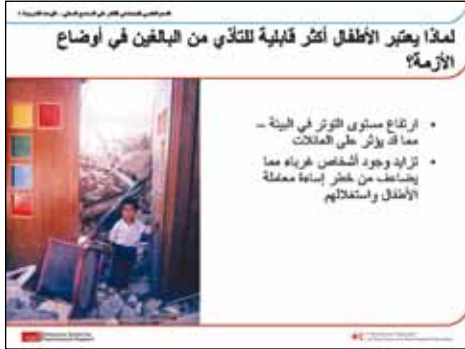 لماذا يعتبر الأطفال أكثر قابلية للتأذي من البالغين في أوضاع
الأزمة؟
• ارتفاع مستوى التوتر في البيئة –
مما قد يؤثر على العائلات
• تزايد وجود أشخاص غرباء مما
يضاعف من خطر إساءة معاملة
الأطفال واستغلالهم